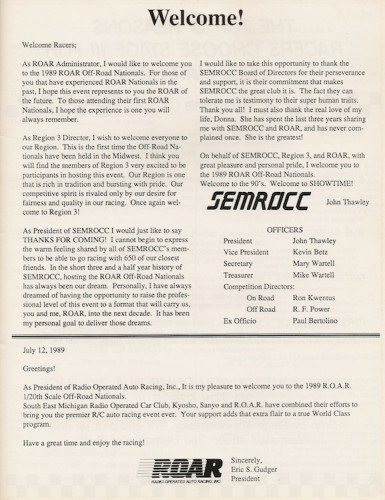 Welcome!
Welcome Racers;
As ROAR Administrator, I would like to welcome you
to the 1989 ROAR Off-Road Nationals. For those of
you that have experienced ROAR Nationals in the
past, I hope this event represents to you the ROAR of
the future. To those attending their first ROAR
Nationals, I hope the experience is one you will
always remember.
As Region 3 Director, I wish to welcome everyone to
our Region. This is the first time the Off-Road Na-
tionals have been held in the Midwest. I think you
will find the members of Region 3 very excited to be
participants in hosting this event. Our Region is one
that is rich in tradition and bursting with pride. Our
competitive spirit is rivaled only by our desire for
fairness and quality in our racing. Once again wel-
come to Region 3!
As President of SEMROCC I would just like to say
THANKS FOR COMING! I cannot begin to express
the warm feeling shared by all of SEMROCC's mem-
bers to be able to go racing with 650 of our closest
friends. In the short three and a half year history of
SEMROCC, hosting the ROAR Off-Road Nationals
has always been our dream. Personally, I have always
dreamed of having the opportunity to raise the profes-
sional level of this event to a format that will carry us,
you and me, ROAR, into the next decade. It has been
my personal goal to deliver those dreams.
I would like to take this opportunity to thank the
SEMROCC Board of Directors for their perseverance
and support, it is their commitment that makes
SEMROCC the great club it is. The fact they can
tolerate me is testimony to their super human traits.
Thank you all! I must also thank the real love of my
life, Donna. She has spent the last three years sharing
me with SEMROCC and ROAR, and has never com-
plained once. She is the greatest!
On behalf of SEMROCC, Region 3, and ROAR, with
great pleasure and personal pride, I welcome you to
the 1989 ROAR Off-Road Nationals.
Welcome to the 90's. Welcome to SHOWTIME!
SEMROCC John Thawley
OFFICERS
President John Thawley
Vice President Kevin Betz
Secretary Mary Wartell
Treasurer Mike Wartell
Competition Directors:
On Road Ron Kwentus
Off Road R. F. Power
Ex Officio Paul Bertolino
July 12, 1989
Greetings!
As President of Radio Operated Auto Racing, Inc., It is my pleasure to welcome you to the 1989 R.O.A.R.
1/20th Scale Off-Road Nationals.
South East Michigan Radio Operated Car Club, Kyosho, Sanyo and R.O.A.R. have combined their efforts to
bring you the premier R/C auto racing event ever. Your support adds that extra flair to a true World Class
program.
Have a great time and enjoy the racing!
ROAR
RADIO OPERATED AUTO RACING, INC
Sincerely,
Eric S. Gudger
President